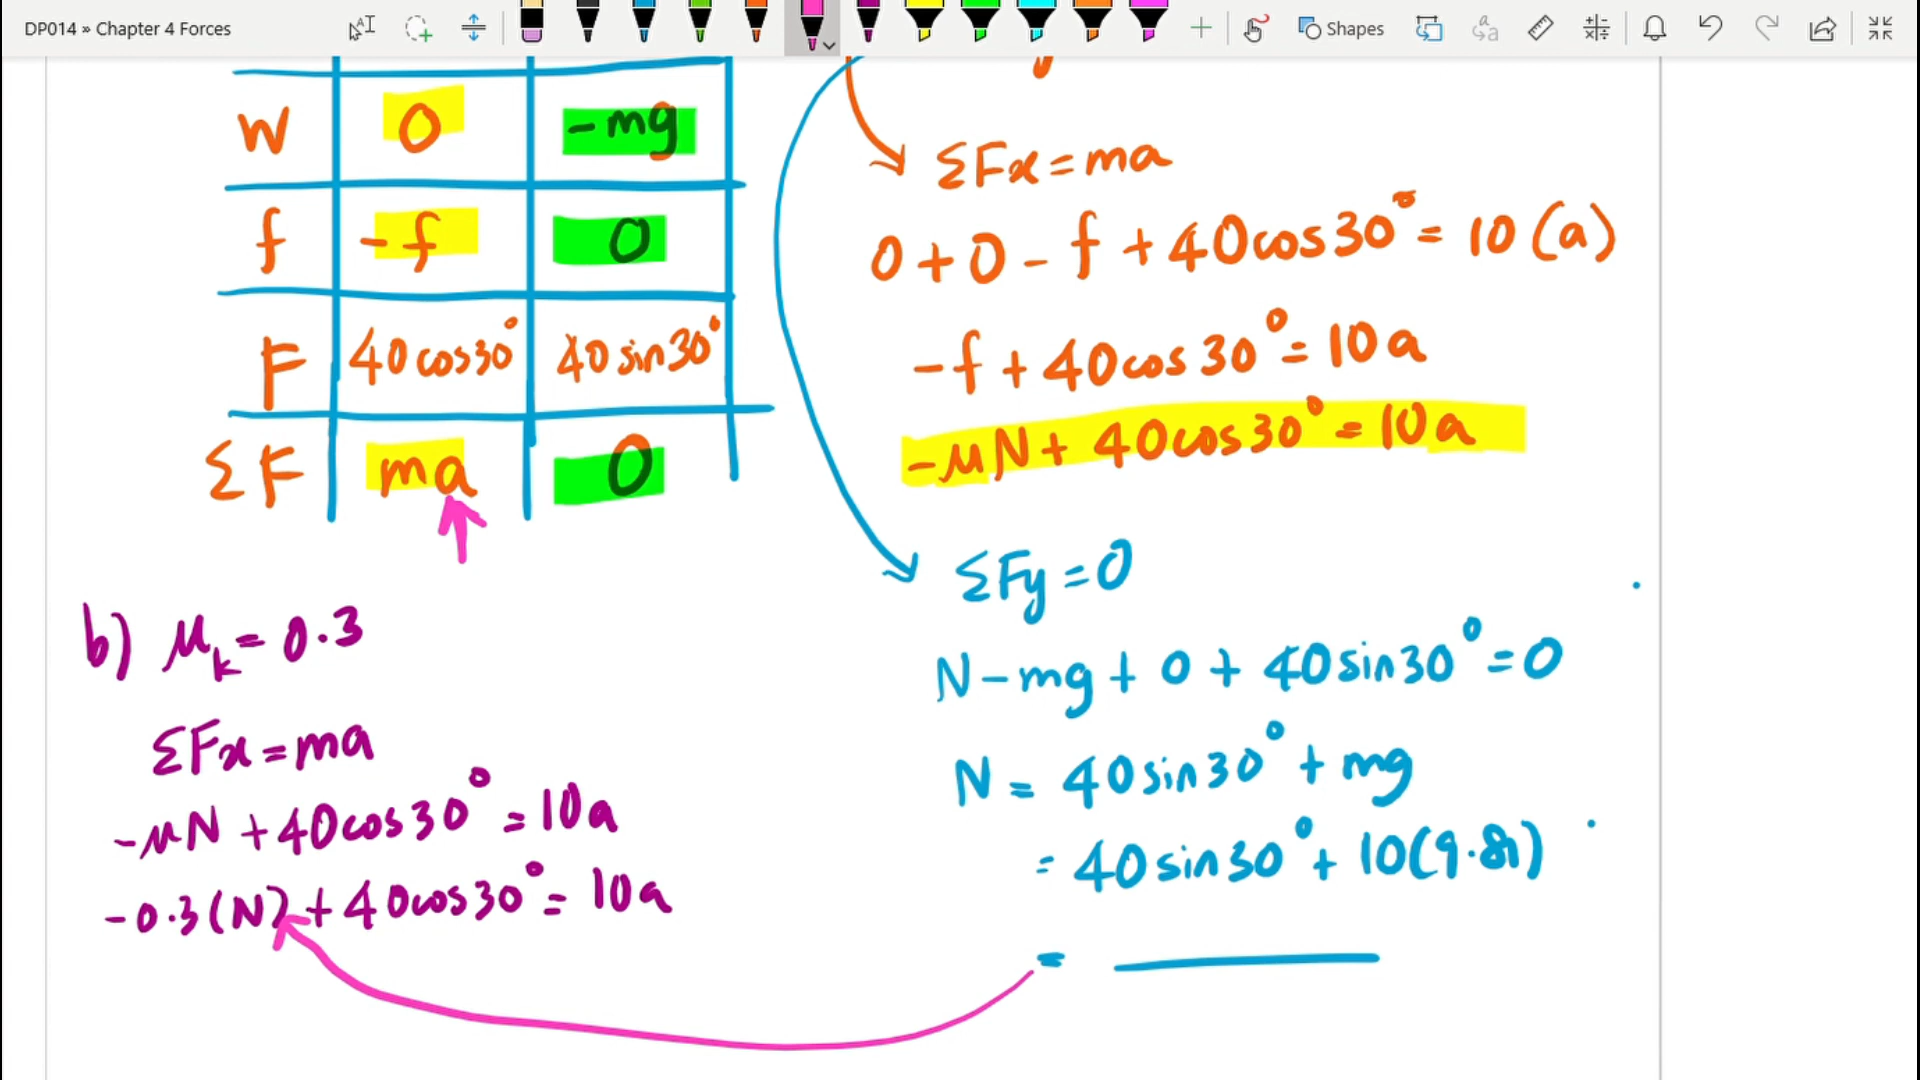 DP014 » Chapter 4 Forces
Shapes
W 0 -mg
f -f 0
F 40cos30° 40sin30°
ΣF ma 0
b) μk = 0.3
ΣFx = ma
-μN + 40cos30° = 10a
-0.3(N) + 40cos30° = 10a
ΣFx = ma
0 + 0 - f + 40cos30° = 10(a)
-f + 40cos30° = 10a
-μN + 40cos30° = 10a
ΣFy = 0
N - mg + 0 + 40sin30° = 0
N = 40sin30° + mg
= 40sin30° + 10(9.81)
=